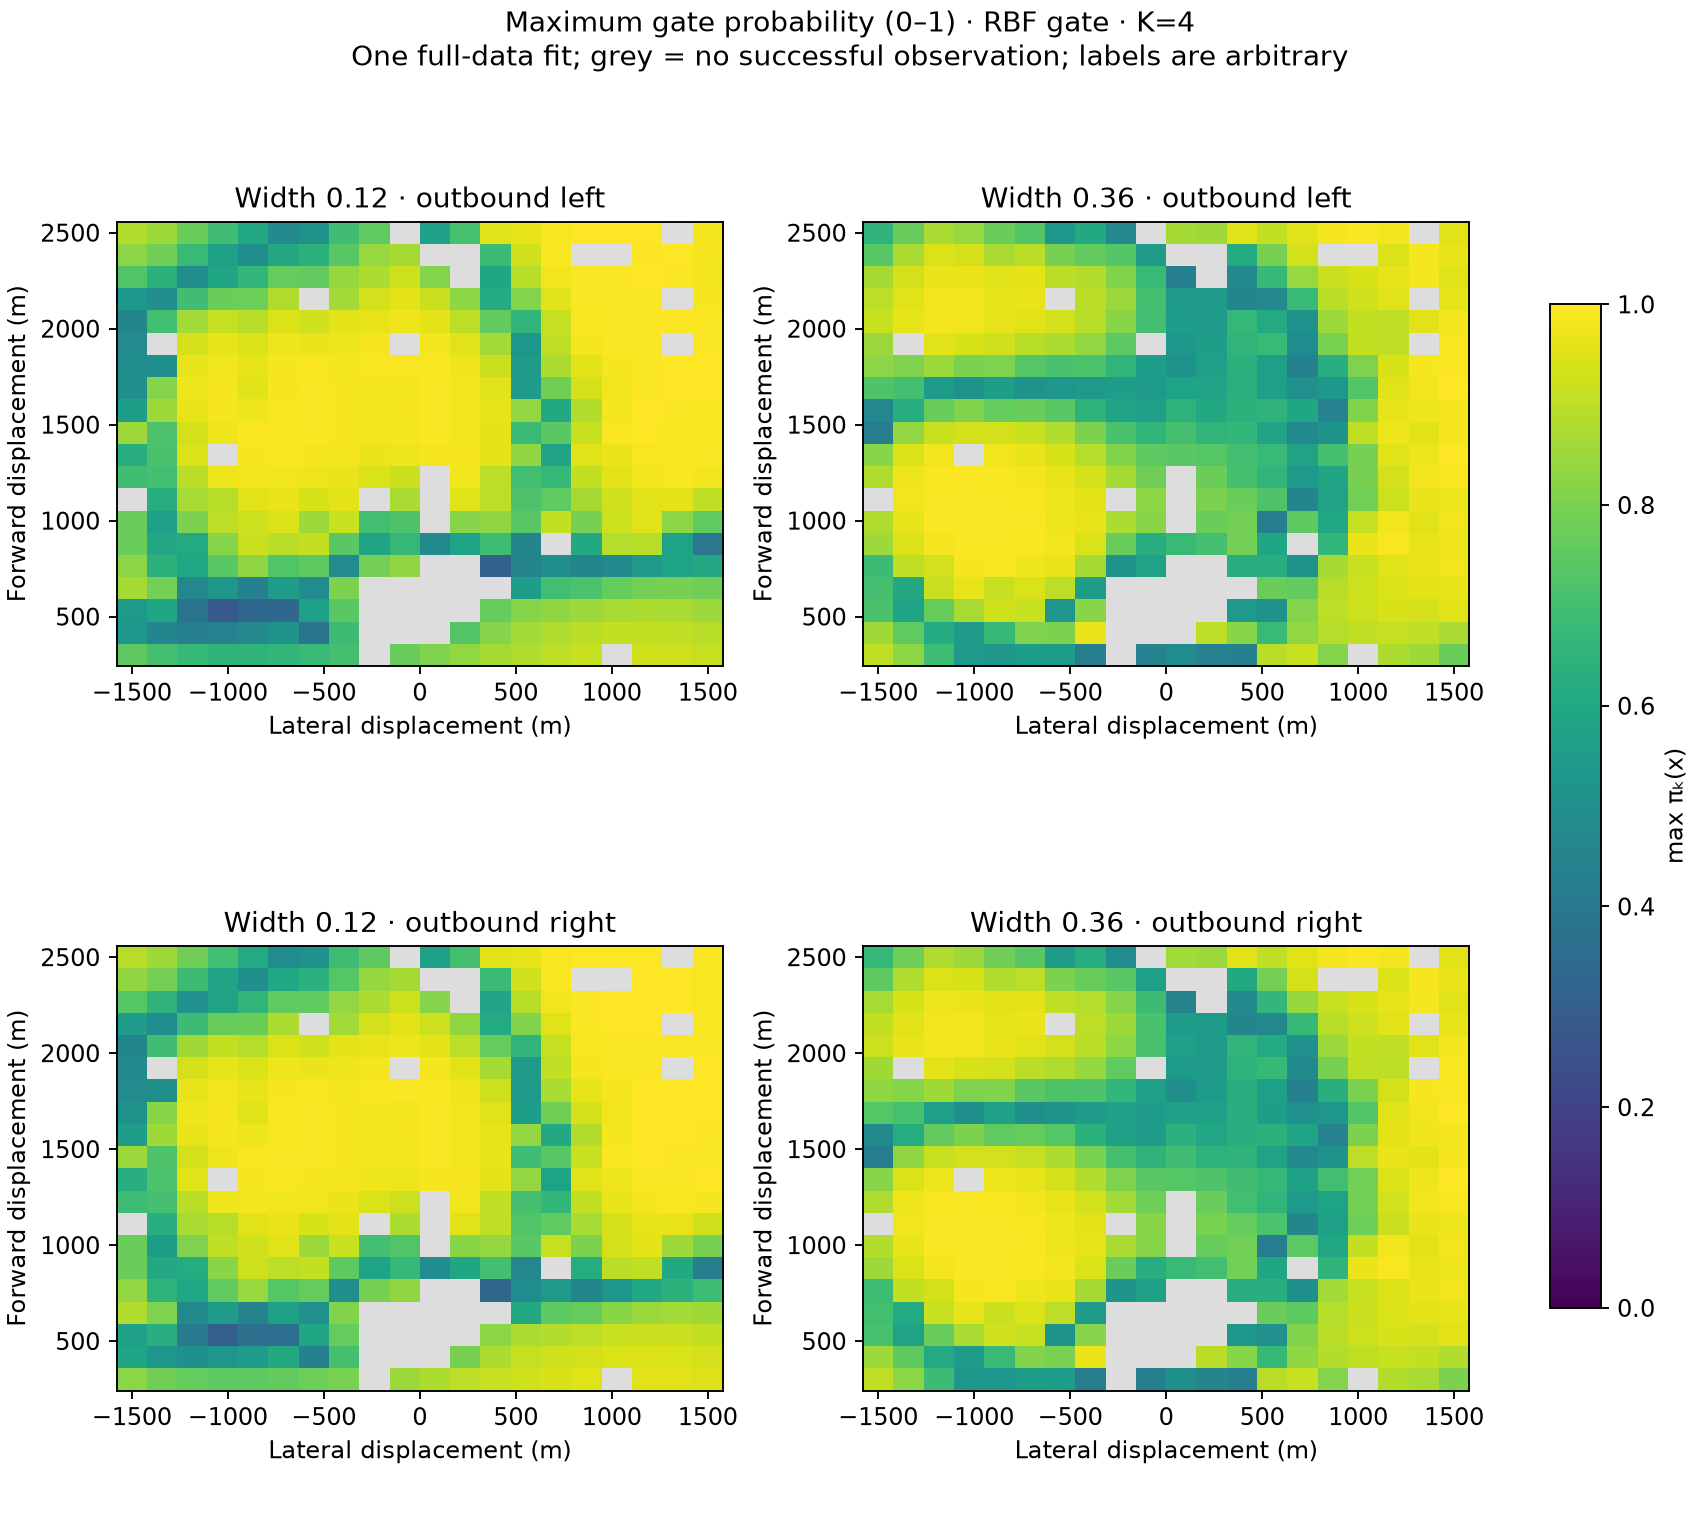 Maximum gate probability (0–1) · RBF gate · K=4
One full-data fit; grey = no successful observation; labels are arbitrary
Width 0.12 · outbound left
2500
2000
1500
1000
500
Forward displacement (m)
−1500 −1000 −500 0 500 1000 1500
Lateral displacement (m)
Width 0.36 · outbound left
2500
2000
1500
1000
500
Forward displacement (m)
−1500 −1000 −500 0 500 1000 1500
Lateral displacement (m)
Width 0.12 · outbound right
2500
2000
1500
1000
500
Forward displacement (m)
−1500 −1000 −500 0 500 1000 1500
Lateral displacement (m)
Width 0.36 · outbound right
2500
2000
1500
1000
500
Forward displacement (m)
−1500 −1000 −500 0 500 1000 1500
Lateral displacement (m)
1.0
0.8
0.6
0.4
0.2
0.0
max πₖ(x)